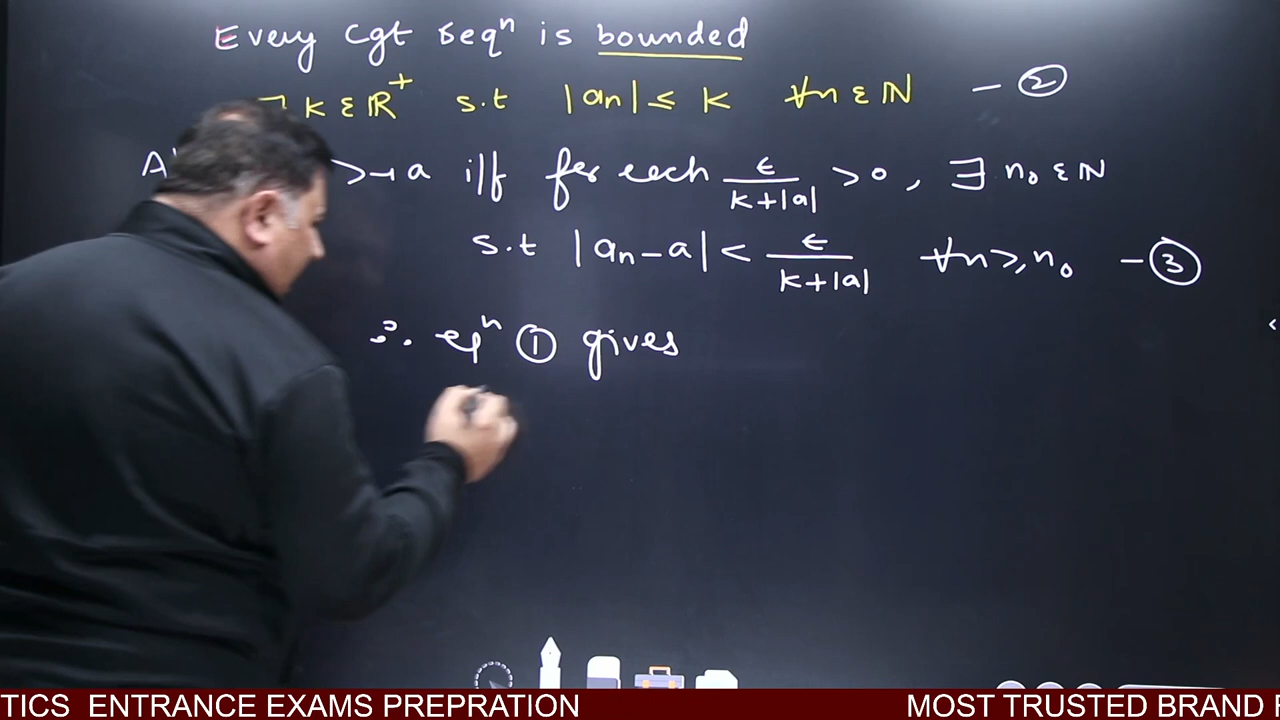 Every Cgt Seqⁿ is bounded
∃ K ε ℝ⁺ s.t |an| ≤ K ∀n ε ℕ — ②
a iff for each ϵ/K+|a| > 0, ∃ n₀ ε ℕ
s.t |an-a| < ϵ/K+|a| ∀n ≥ n₀ — ③
∴ eqⁿ ① gives
TICS ENTRANCE EXAMS PREPRATION MOST TRUSTED BRAND